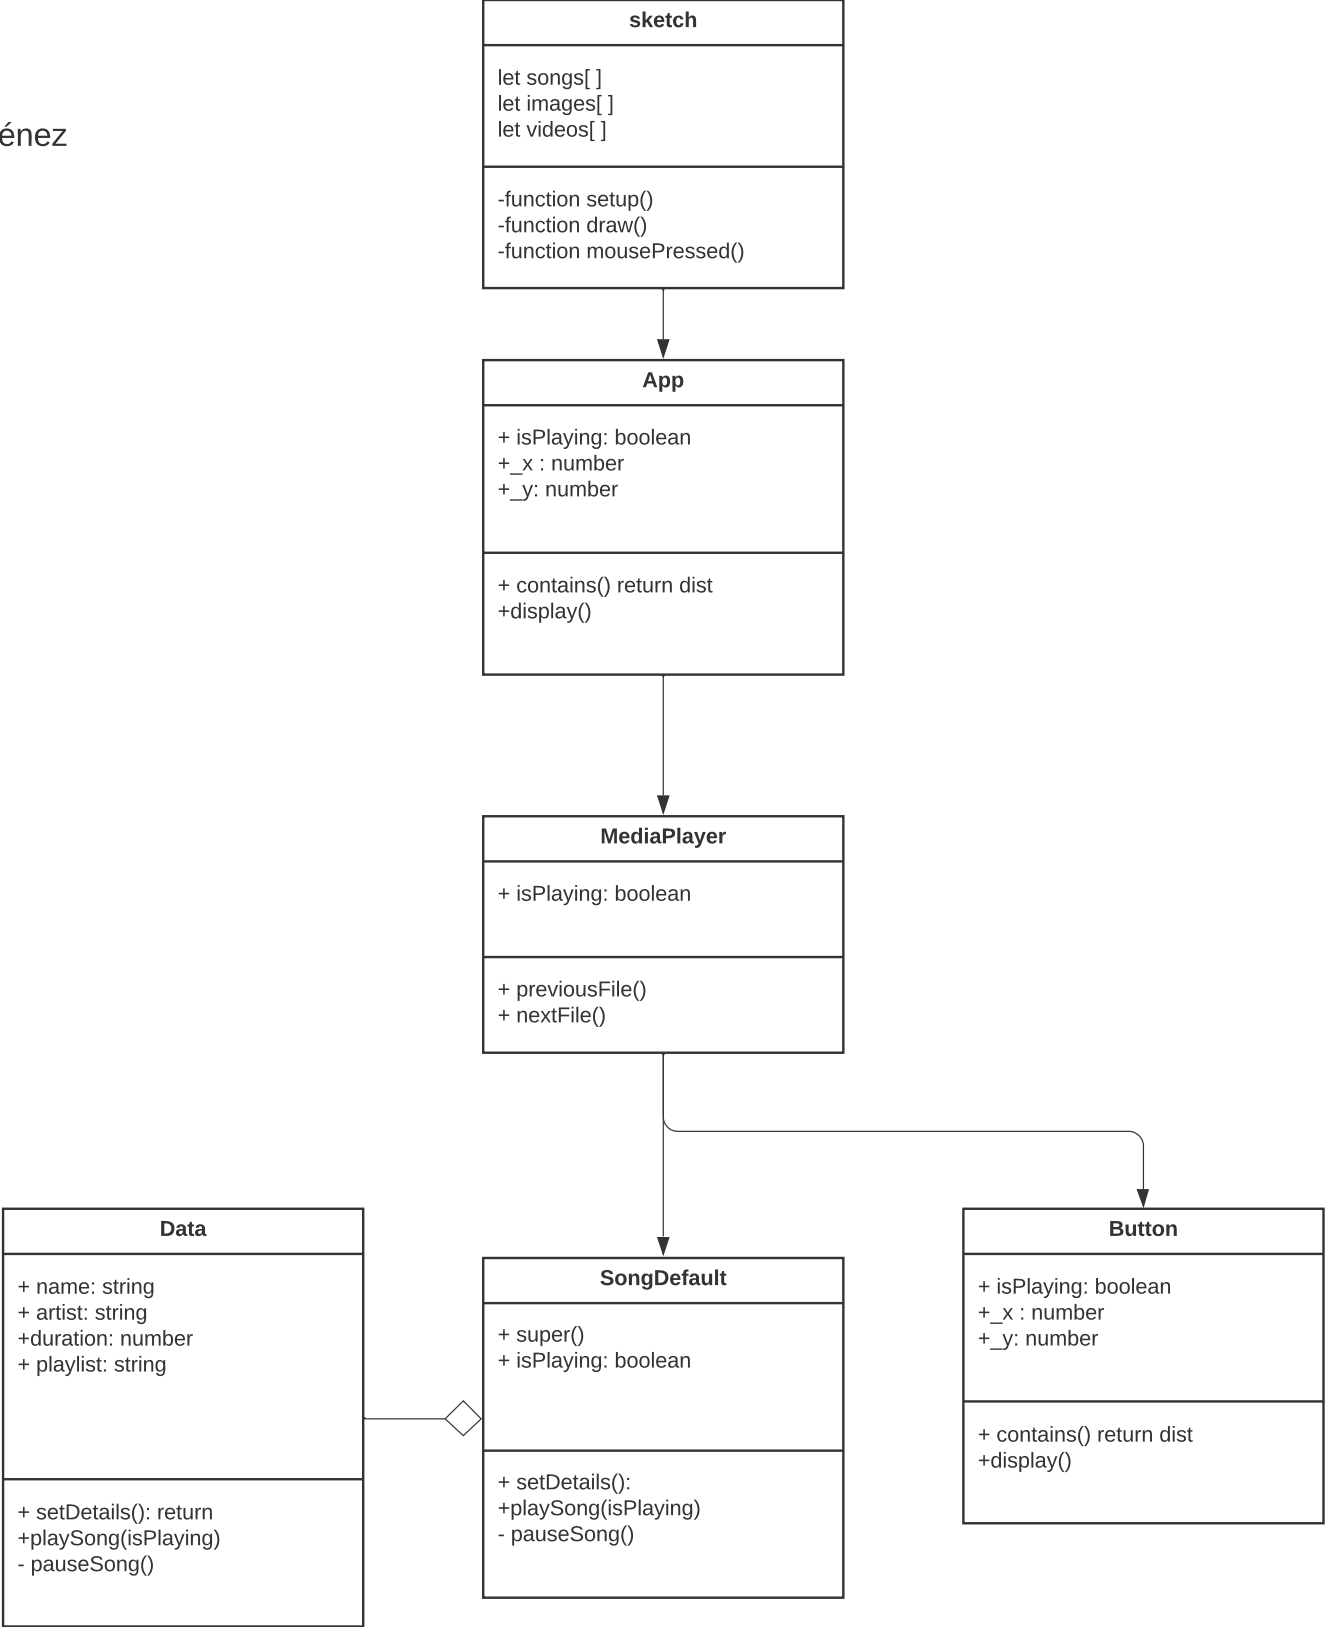 sketch
let songs[ ]
let images[ ]
let videos[ ]
énez
-function setup()
-function draw()
-function mousePressed()
App
+ isPlaying: boolean
+_x : number
+_y: number
+ contains() return dist
+display()
MediaPlayer
+ isPlaying: boolean
+ previousFile()
+ nextFile()
Data
+ name: string
+ artist: string
+duration: number
+ playlist: string
+ setDetails(): return
+playSong(isPlaying)
- pauseSong()
SongDefault
+ super()
+ isPlaying: boolean
+ setDetails():
+playSong(isPlaying)
- pauseSong()
Button
+ isPlaying: boolean
+_x : number
+_y: number
+ contains() return dist
+display()